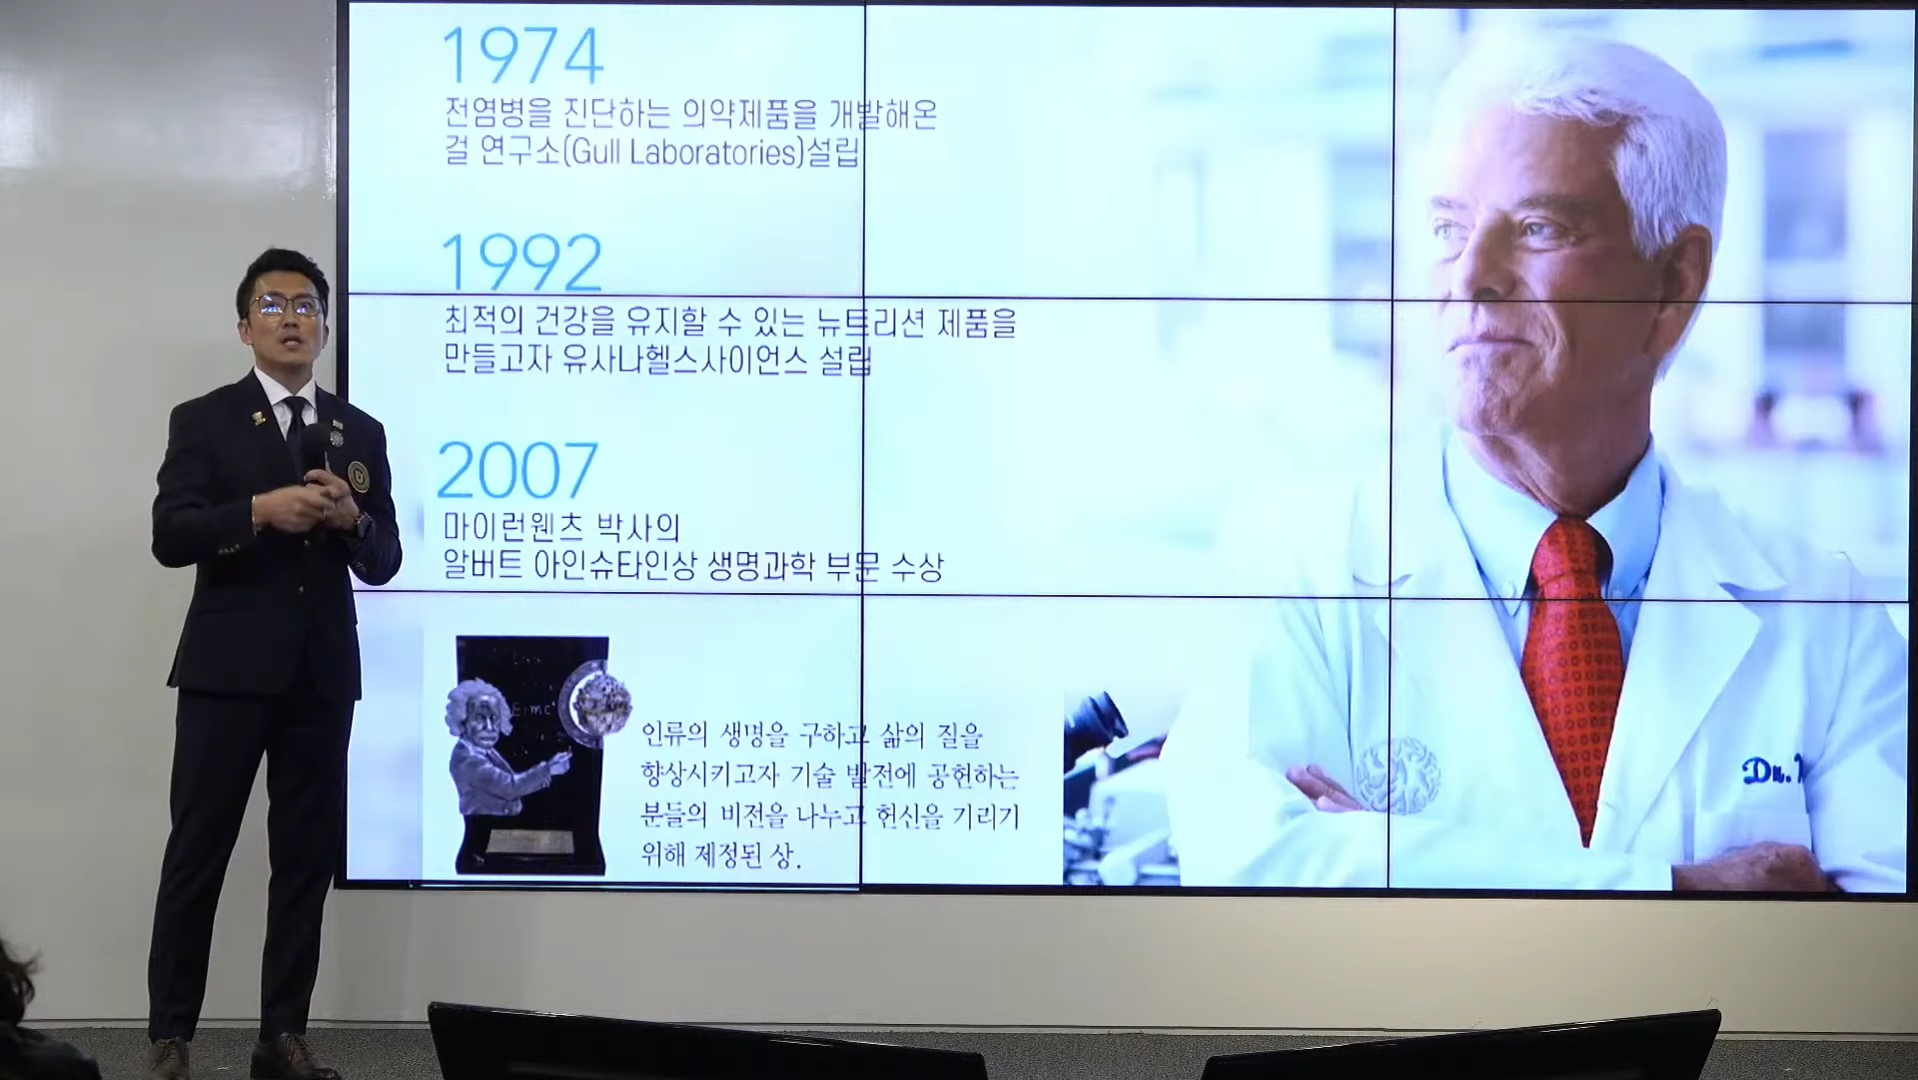 1974
전염병을 진단하는 의약제품을 개발해온
걸 연구소(Gull Laboratories)설립
1992
최적의 건강을 유지할 수 있는 뉴트리션 제품을
만들고자 유사나헬스사이언스 설립
2007
마이런웬츠 박사의
알버트 아인슈타인상 생명과학 부문 수상
E=mc²
인류의 생명을 구하고 삶의 질을
향상시키고자 기술 발전에 공헌하는
분들의 비전을 나누고 헌신을 기리기
위해 제정된 상.
Dr.